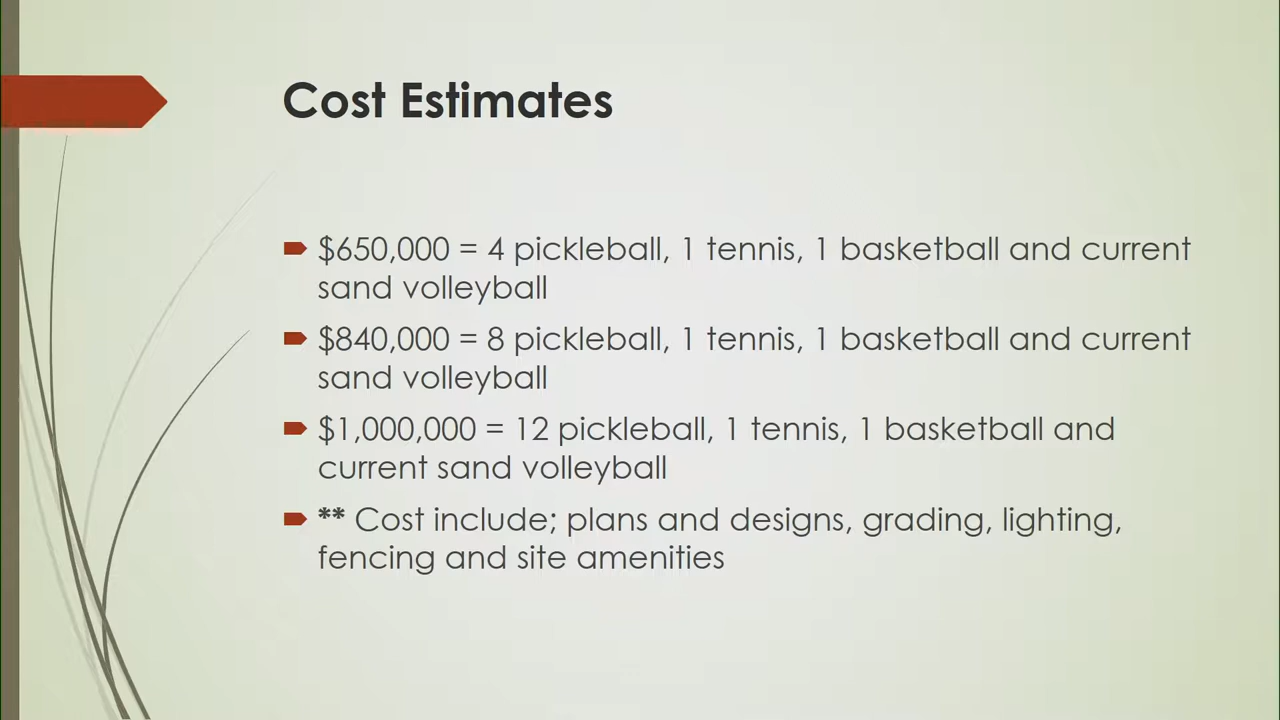 Cost Estimates
$650,000 = 4 pickleball, 1 tennis, 1 basketball and current
sand volleyball
$840,000 = 8 pickleball, 1 tennis, 1 basketball and current
sand volleyball
$1,000,000 = 12 pickleball, 1 tennis, 1 basketball and
current sand volleyball
** Cost include; plans and designs, grading, lighting,
fencing and site amenities